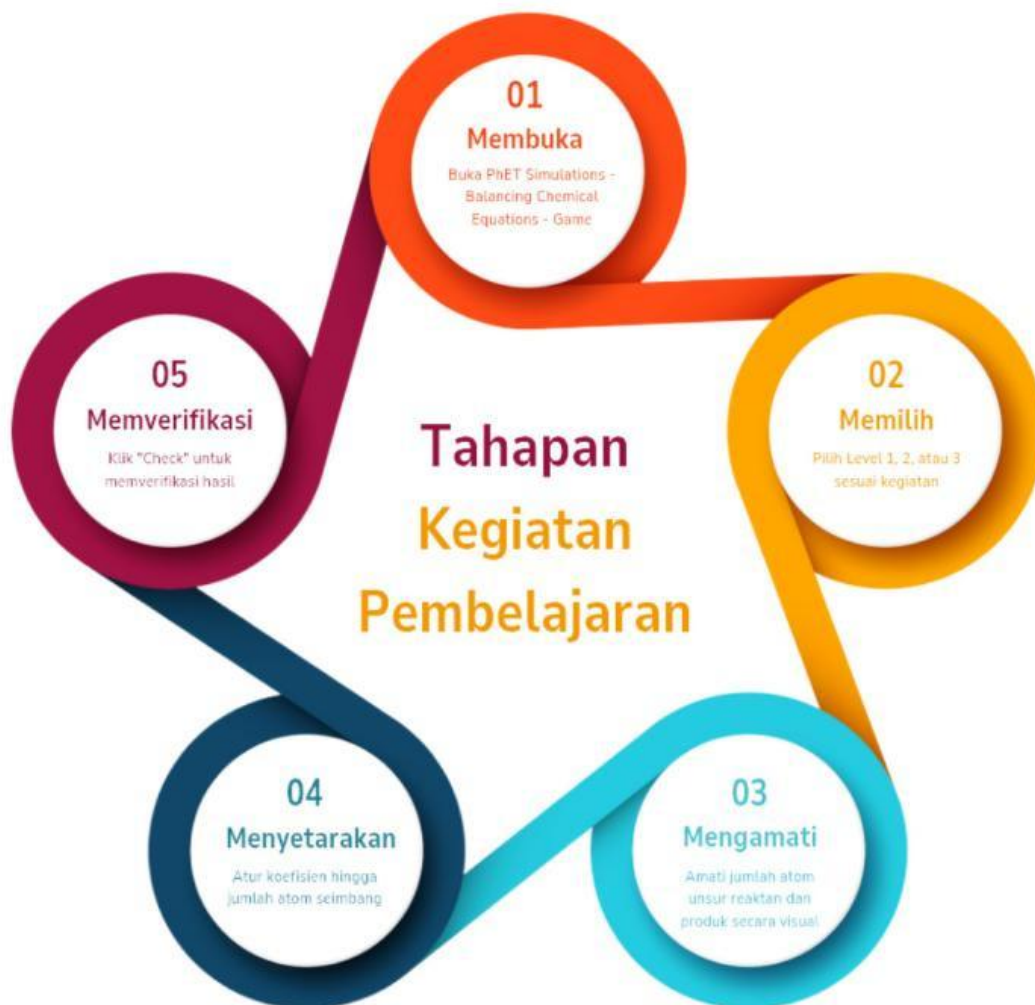 01
Membuka
Buka PhET Simulations -
Balancing Chemical
Equations - Game
02
Memilih
Pilih Level 1, 2, atau 3
sesuai kegiatan
03
Mengamati
Amati jumlah atom
unsur reaktan dan
produk secara visual
04
Menyetarakan
Atur koefisien hingga
jumlah atom seimbang
05
Memverifikasi
Klik "Check" untuk
memverifikasi hasil
Tahapan
Kegiatan
Pembelajaran